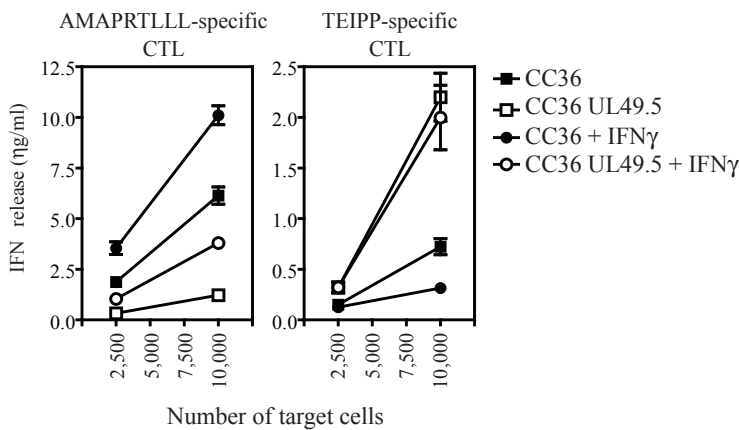 AMAPRTLLL-specific
CTL
TEIPP-specific
CTL
12.5
10.0
7.5
5.0
2.5
0.0
2.5
2.0
1.5
1.0
0.5
0.0
IFN release (ηg/ml)
2,500
5,000
7,500
10,000
2,500
5,000
7,500
10,000
Number of target cells
CC36
CC36 UL49.5
CC36 + IFNγ
CC36 UL49.5 + IFNγ